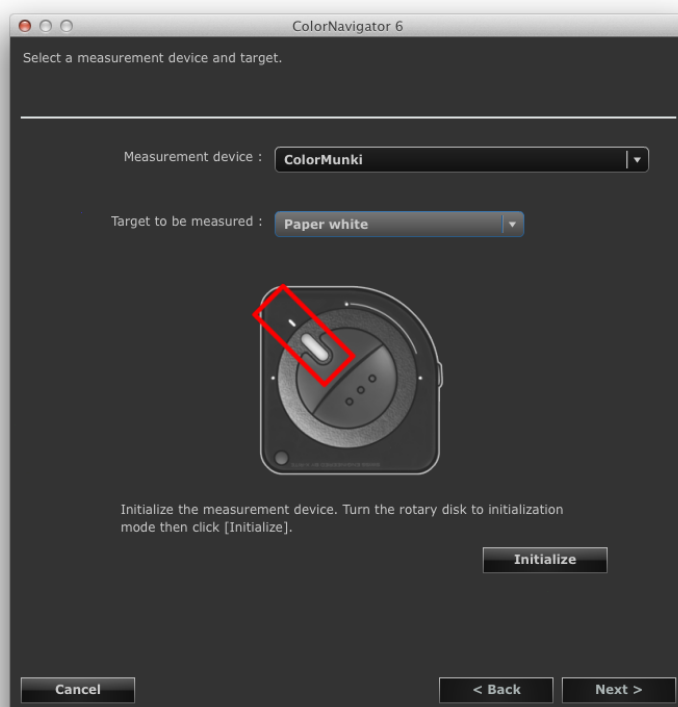 ColorNavigator 6
Select a measurement device and target.
Measurement device :
ColorMunki
Target to be measured :
Paper white
Initialize the measurement device. Turn the rotary disk to initialization
mode then click [Initialize].
Initialize
Cancel
< Back
Next >